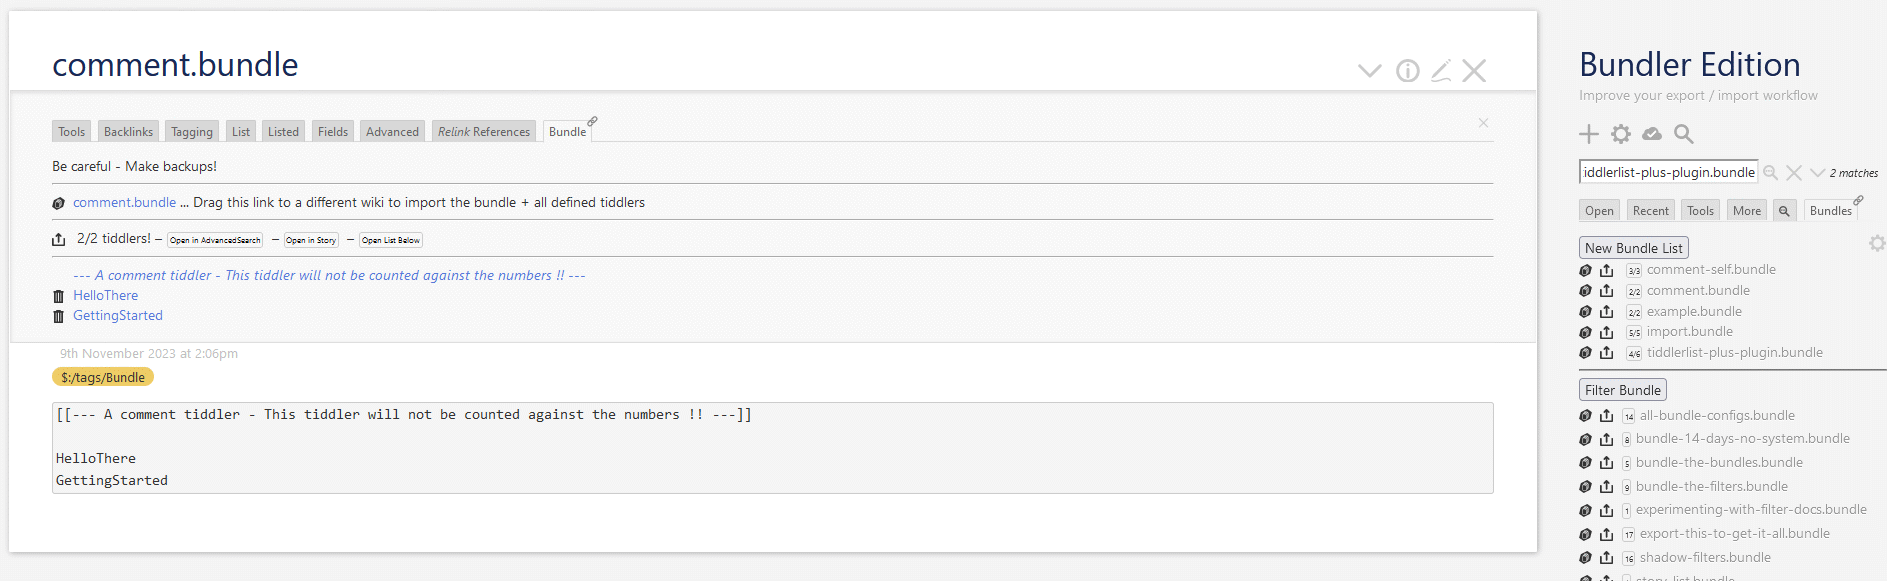 comment.bundle
Tools Backlinks Tagging List Listed Fields Advanced Relink References Bundle
Be careful - Make backups!
comment.bundle ... Drag this link to a different wiki to import the bundle + all defined tiddlers
2/2 tiddlers! – Open in AdvancedSearch – Open in Story – Open List Below
--- A comment tiddler - This tiddler will not be counted against the numbers !! ---
HelloThere
GettingStarted
9th November 2023 at 2:06pm
$:/tags/Bundle
[[--- A comment tiddler - This tiddler will not be counted against the numbers !! ---]]
HelloThere
GettingStarted
Bundler Edition
Improve your export / import workflow
iddlerlist-plus-plugin.bundle 2 matches
Open Recent Tools More Bundles
New Bundle List
3/3 comment-self.bundle
2/2 comment.bundle
2/2 example.bundle
5/5 import.bundle
4/6 tiddlerlist-plus-plugin.bundle
Filter Bundle
14 all-bundle-configs.bundle
8 bundle-14-days-no-system.bundle
5 bundle-the-bundles.bundle
9 bundle-the-filters.bundle
1 experimenting-with-filter-docs.bundle
17 export-this-to-get-it-all.bundle
16 shadow-filters.bundle
story-list.bundle